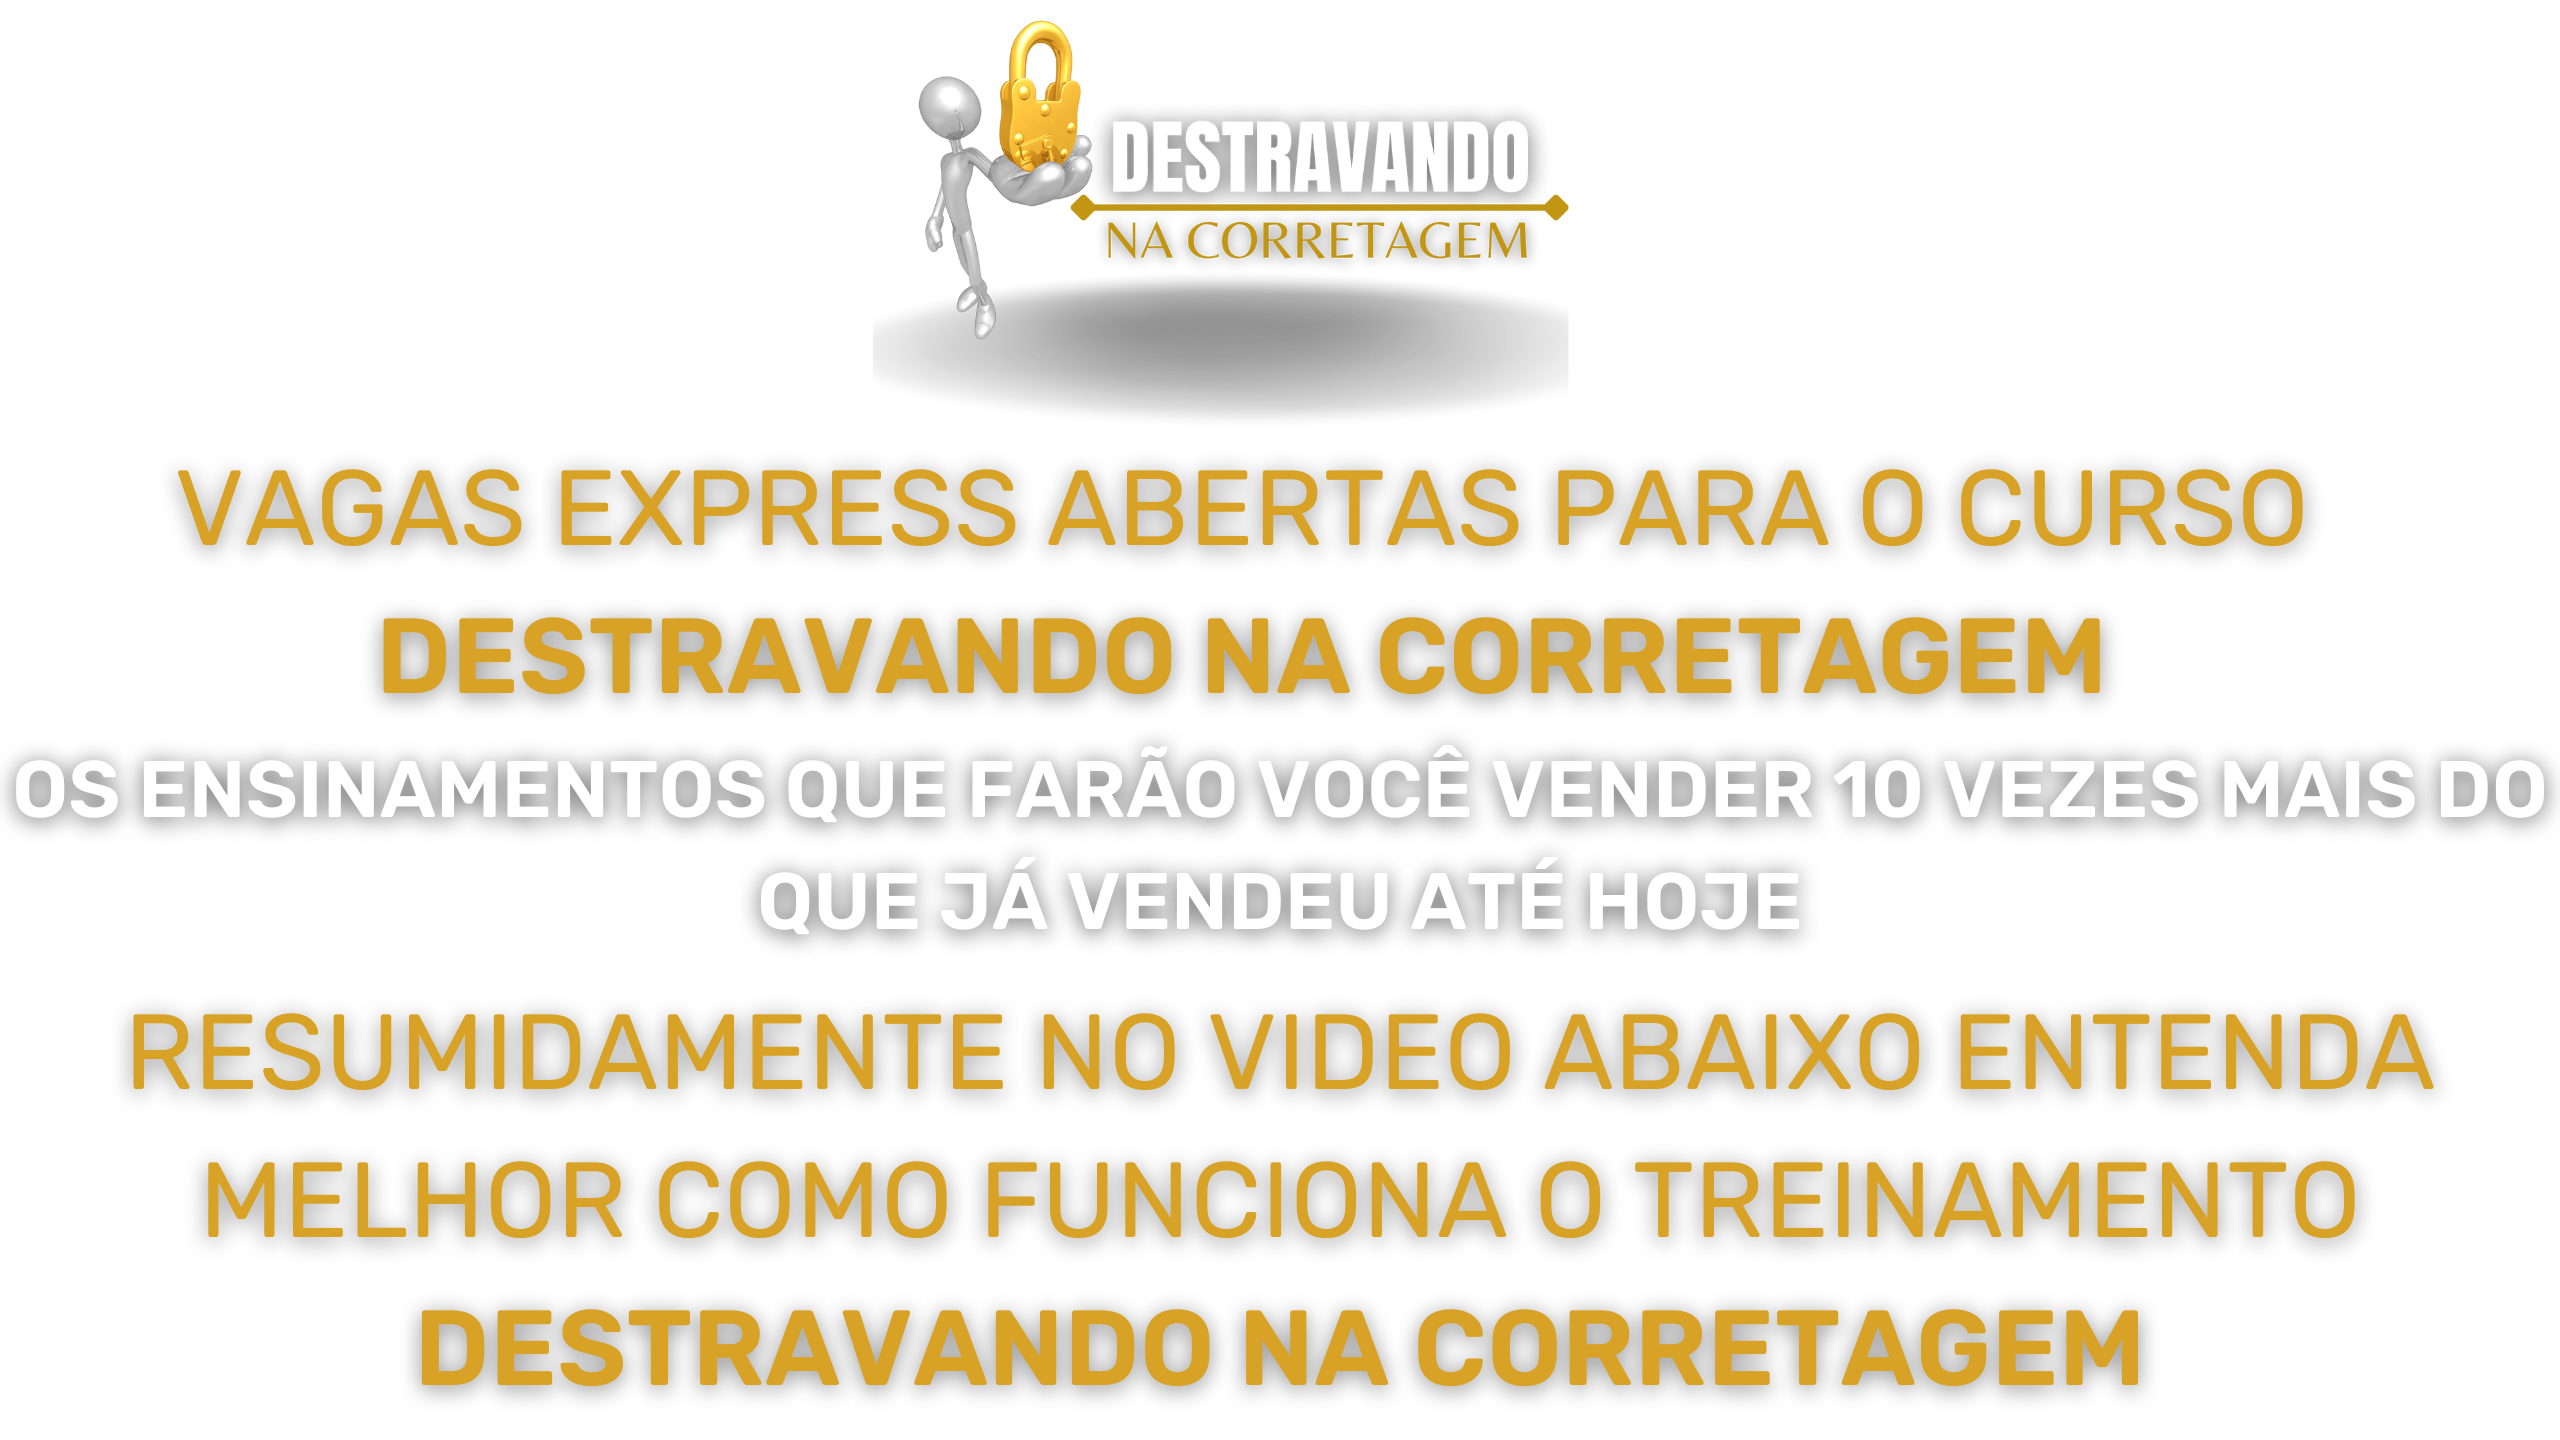 DESTRAVANDO
NA CORRETAGEM
VAGAS EXPRESS ABERTAS PARA O CURSO
DESTRAVANDO NA CORRETAGEM
OS ENSINAMENTOS QUE FARÃO VOCÊ VENDER 10 VEZES MAIS DO
QUE JÁ VENDEU ATÉ HOJE
RESUMIDAMENTE NO VIDEO ABAIXO ENTENDA
MELHOR COMO FUNCIONA O TREINAMENTO
DESTRAVANDO NA CORRETAGEM